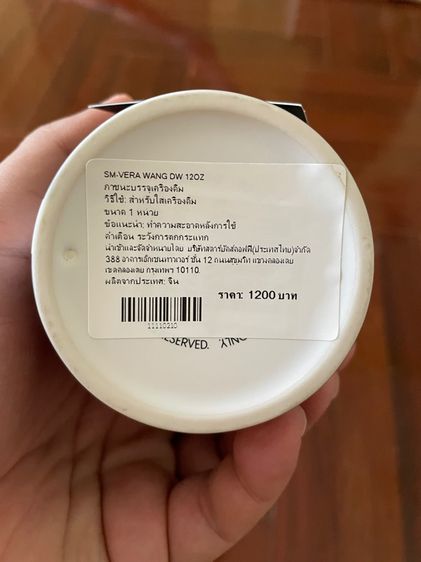 SM-VERA WANG DW 12OZ
ภาชนะบรรจุเครื่องดื่ม
วิธีใช้: สำหรับใส่เครื่องดื่ม
ขนาด 1 หน่วย
ข้อแนะนำ: ทำความสะอาดหลังการใช้
คำเตือน ระวังการตกกระแทก
นำเข้าและจัดจำหน่ายโดย บริษัทสตาร์บัคส์คอฟฟี่(ประเทศไทย)จำกัด
388 อาคารเอ็กเชนทาวเวอร์ ชั้น 12 ถนนสุขุมวิท แขวงคลองเตย
เขตคลองเตย กรุงเทพฯ 10110.
ผลิตจากประเทศ: จีน
ราคา: 1200 บาท
11110210
ESERVED.